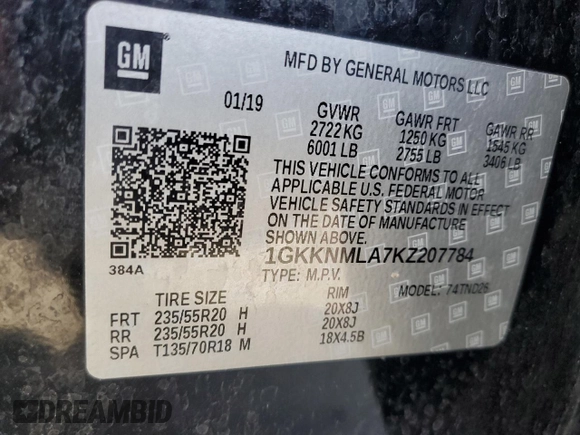 GM
MFD BY GENERAL MOTORS LLC
01/19 GVWR GAWR FRT GAWR RR
2722 KG 1250 KG 1545 KG
6001 LB 2755 LB 3406 LB
THIS VEHICLE CONFORMS TO ALL
APPLICABLE U.S. FEDERAL MOTOR
VEHICLE SAFETY STANDARDS IN EFFECT
ON THE DATE OF MANUFACTURE
SHOWN ABOVE.
384A
1GKKNMLA7KZ207784
TYPE: M.P.V. MODEL: 74TND26
TIRE SIZE RIM
FRT 235/55R20 H 20X8J
RR 235/55R20 H 20X8J
SPA T135/70R18 M 18X4.5B
DREAMBID